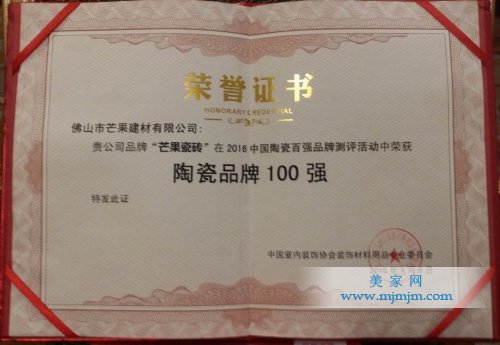 荣誉证书
HONORARY CREDENTIAL
佛山市芒果建材有限公司:
贵公司品牌“芒果瓷砖”在2016中国陶瓷百强品牌测评活动中荣获
陶瓷品牌100强
特发此证
中国室内装饰协会装饰材料用品专业委员会
美家网
www.mjmjm.com